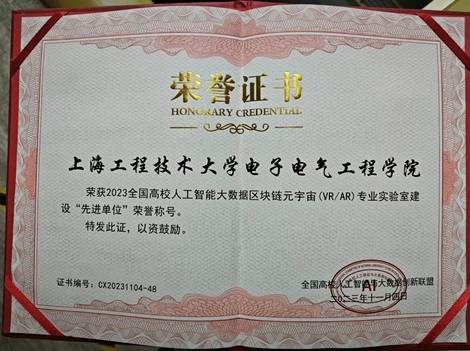 荣誉证书
HONORARY CREDENTIAL
上海工程技术大学电子电气工程学院
荣获2023全国高校人工智能大数据区块链元宇宙(VR/AR)专业实验室建
设“先进单位”荣誉称号。
特发此证，以资鼓励。
证书编号：CX20231104-48
全国高校人工智能与大数据创新联盟
二〇二三年十一月四日
AI